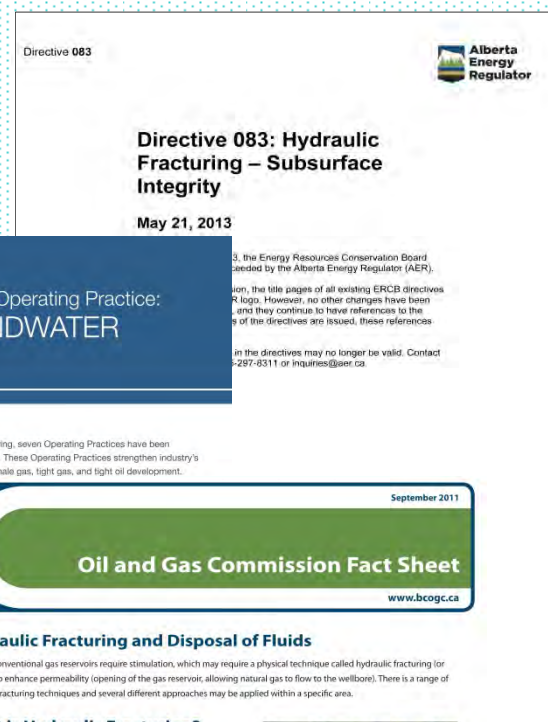 Directive 083
Alberta
Energy
Regulator
Directive 083: Hydraulic
Fracturing – Subsurface
Integrity
May 21, 2013
3, the Energy Resources Conservation Board
ceeded by the Alberta Energy Regulator (AER).
sion, the title pages of all existing ERCB directives
R logo. However, no other changes have been
, and they continue to have references to the
s of the directives are issued, these references
in the directives may no longer be valid. Contact
-297-8311 or inquiries@aer.ca.
Operating Practice:
NDWATER
ring, seven Operating Practices have been
. These Operating Practices strengthen industry's
hale gas, tight gas, and tight oil development.
September 2011
Oil and Gas Commission Fact Sheet
www.bcogc.ca
aulic Fracturing and Disposal of Fluids
onventional gas reservoirs require stimulation, which may require a physical technique called hydraulic fracturing (or
o enhance permeability (opening of the gas reservoir, allowing natural gas to flow to the wellbore). There is a range of
racturing techniques and several different approaches may be applied within a specific area.